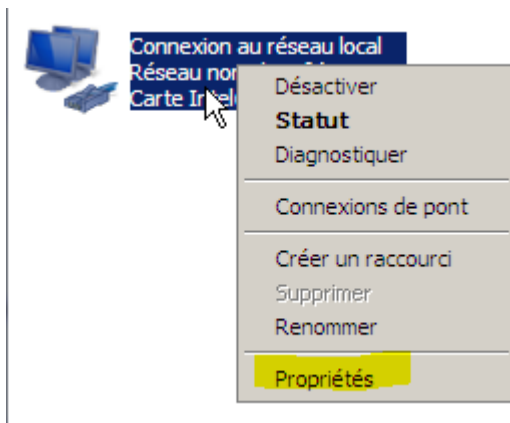 Connexion au réseau local
Réseau
Carte
Désactiver
Statut
Diagnostiquer
Connexions de pont
Créer un raccourci
Supprimer
Renommer
Propriétés